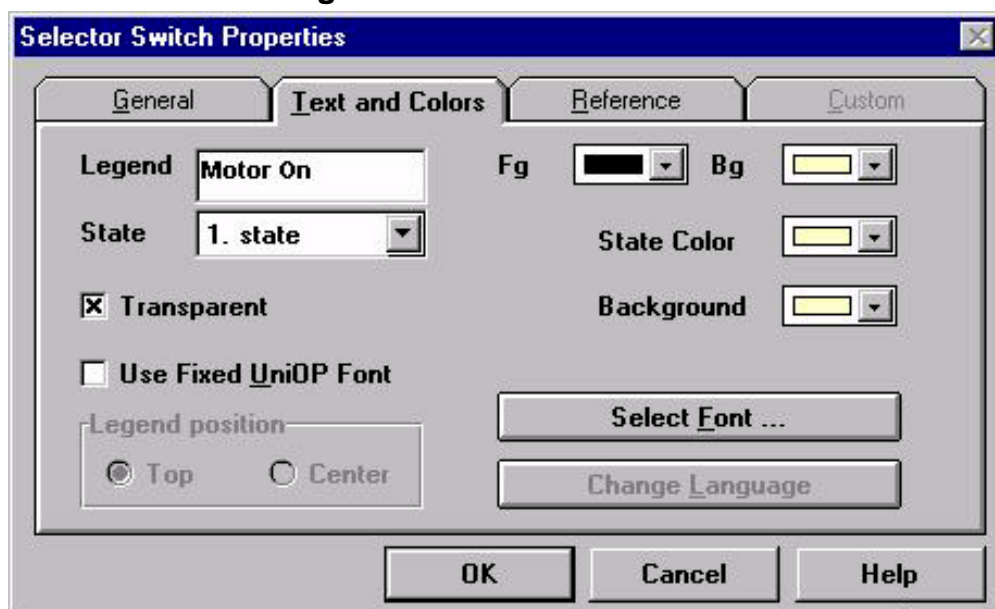 Selector Switch Properties
General Text and Colors Reference Custom
Legend Motor On Fg Bg
State 1. state State Color
Transparent Background
Use Fixed UniOP Font
Legend position Select Font ...
Top Center Change Language
OK Cancel Help